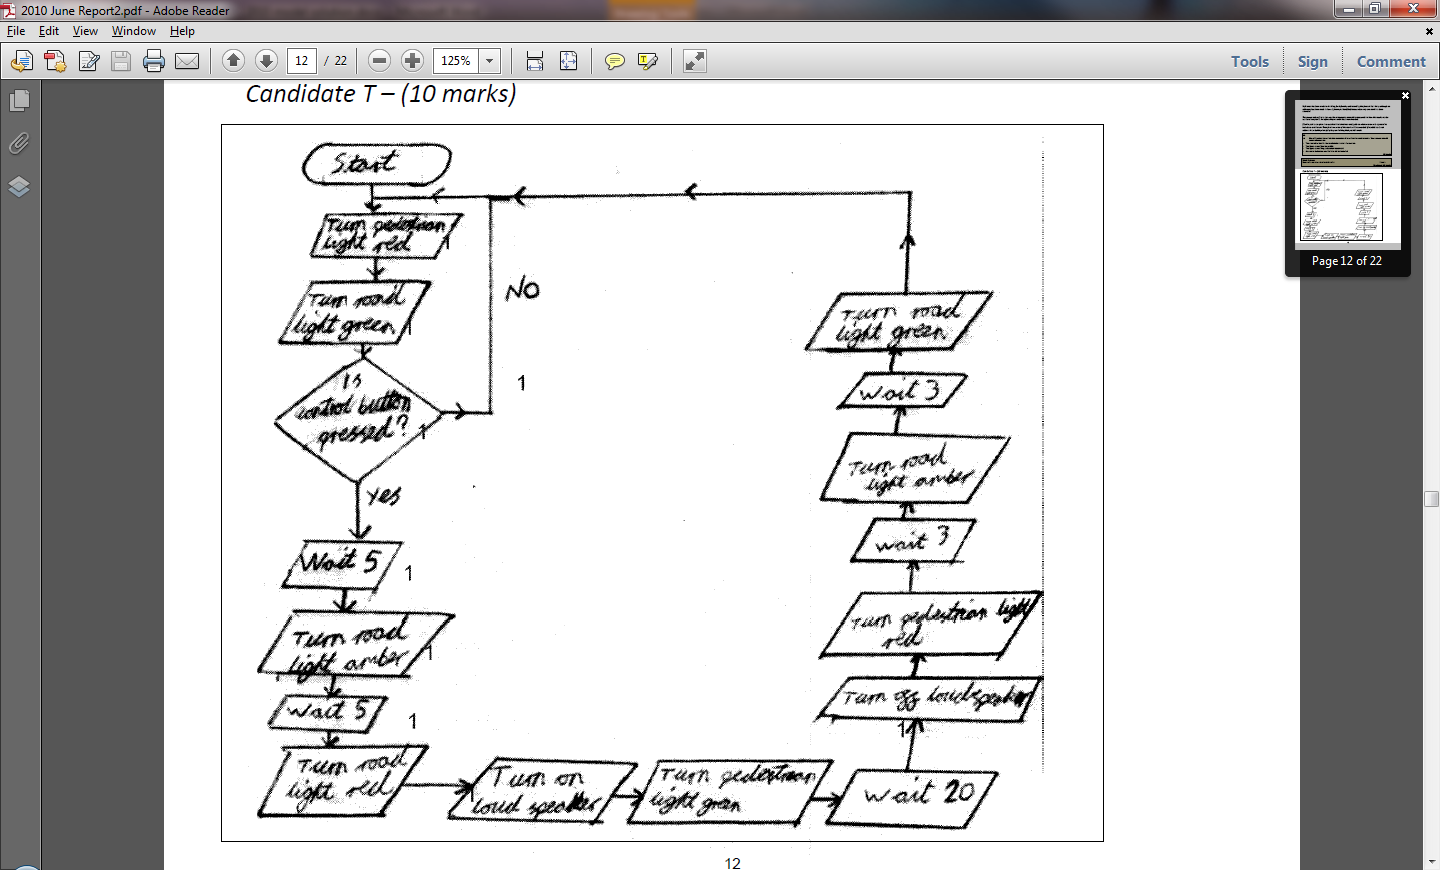 2010 June Report2.pdf - Adobe Reader
File Edit View Window Help
12 / 22 125% Tools Sign Comment
Candidate T – (10 marks)
Start
Turn pedestrian
light red 1
Turn road
light green 1
Is
control button
pressed? 1
NO
1
Yes
Wait 5 1
Turn road
light amber 1
Wait 5 1
Turn road
light red
Turn on
loud speaker
Turn pedestrian
light green
Wait 20
Turn off loudspeaker
1
Turn pedestrian light
red
wait 3
Turn road
light amber
Wait 3
Turn road
light green
12
Page 12 of 22